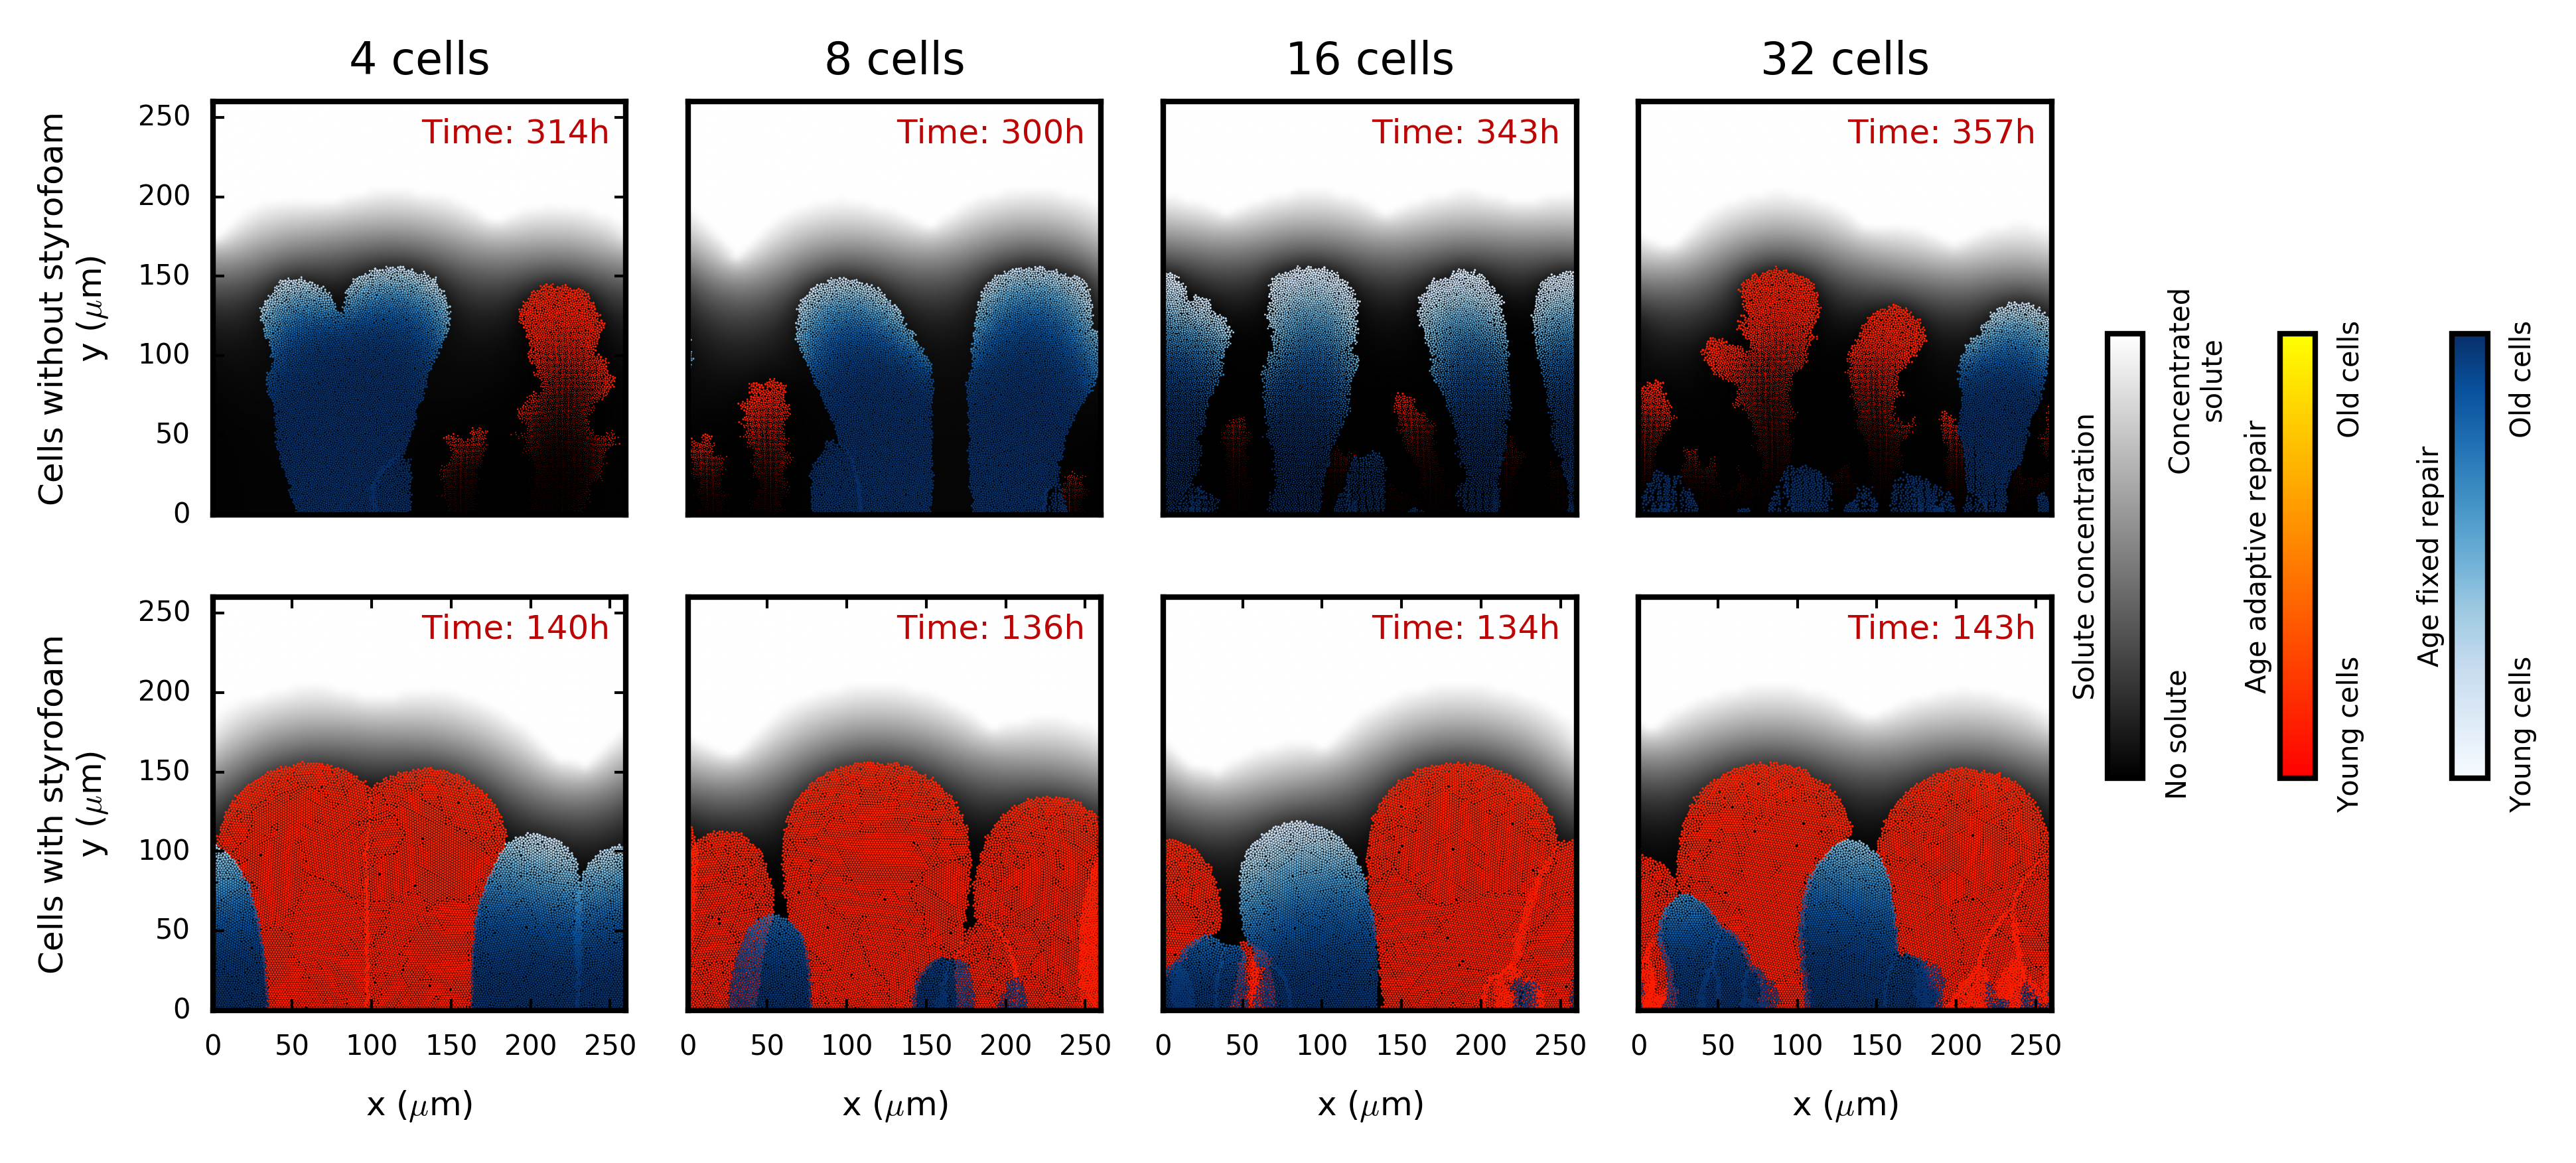 4 cells
8 cells
16 cells
32 cells
Cells without styrofoam
y (μm)
250
200
150
100
50
0
Time: 314h
Time: 300h
Time: 343h
Time: 357h
Cells with styrofoam
y (μm)
250
200
150
100
50
0
Time: 140h
Time: 136h
Time: 134h
Time: 143h
0 50 100 150 200 250
0 50 100 150 200 250
0 50 100 150 200 250
0 50 100 150 200 250
x (μm)
x (μm)
x (μm)
x (μm)
Solute concentration
Concentrated
solute
No solute
Age adaptive repair
Old cells
Young cells
Age fixed repair
Old cells
Young cells